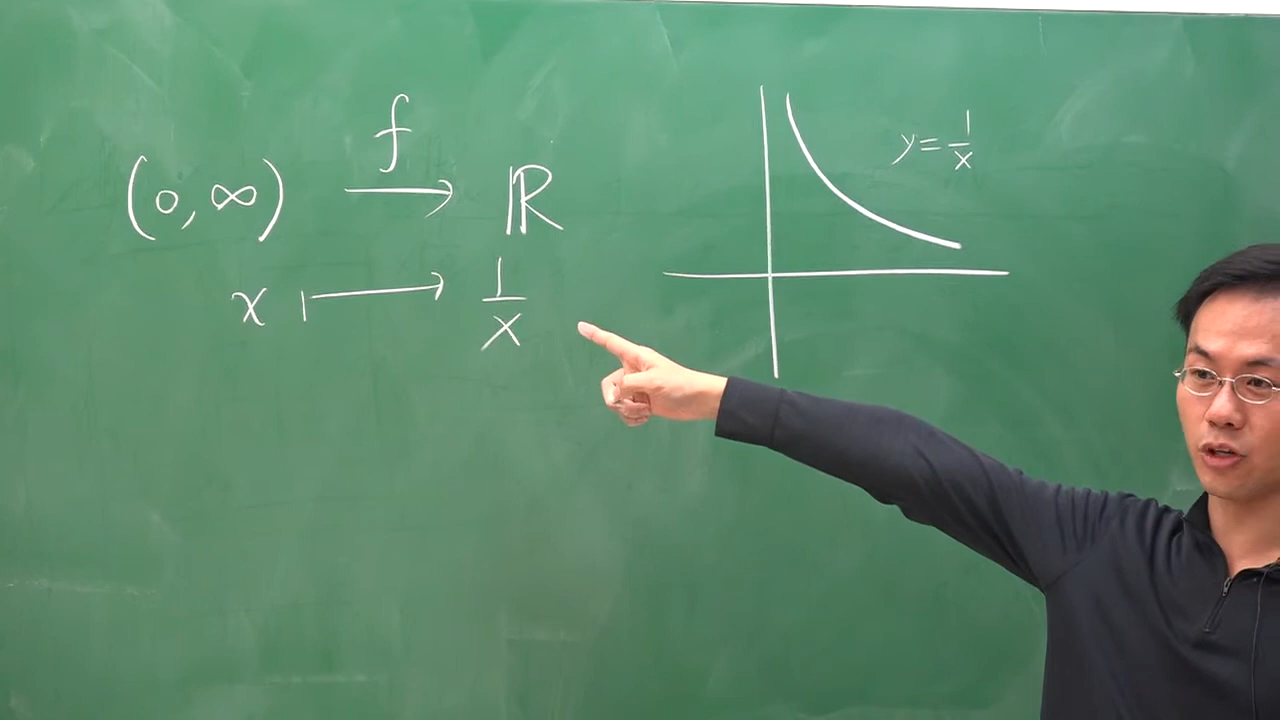 f
(0, ∞) → ℝ
x ↦ 1/x
y = 1/x